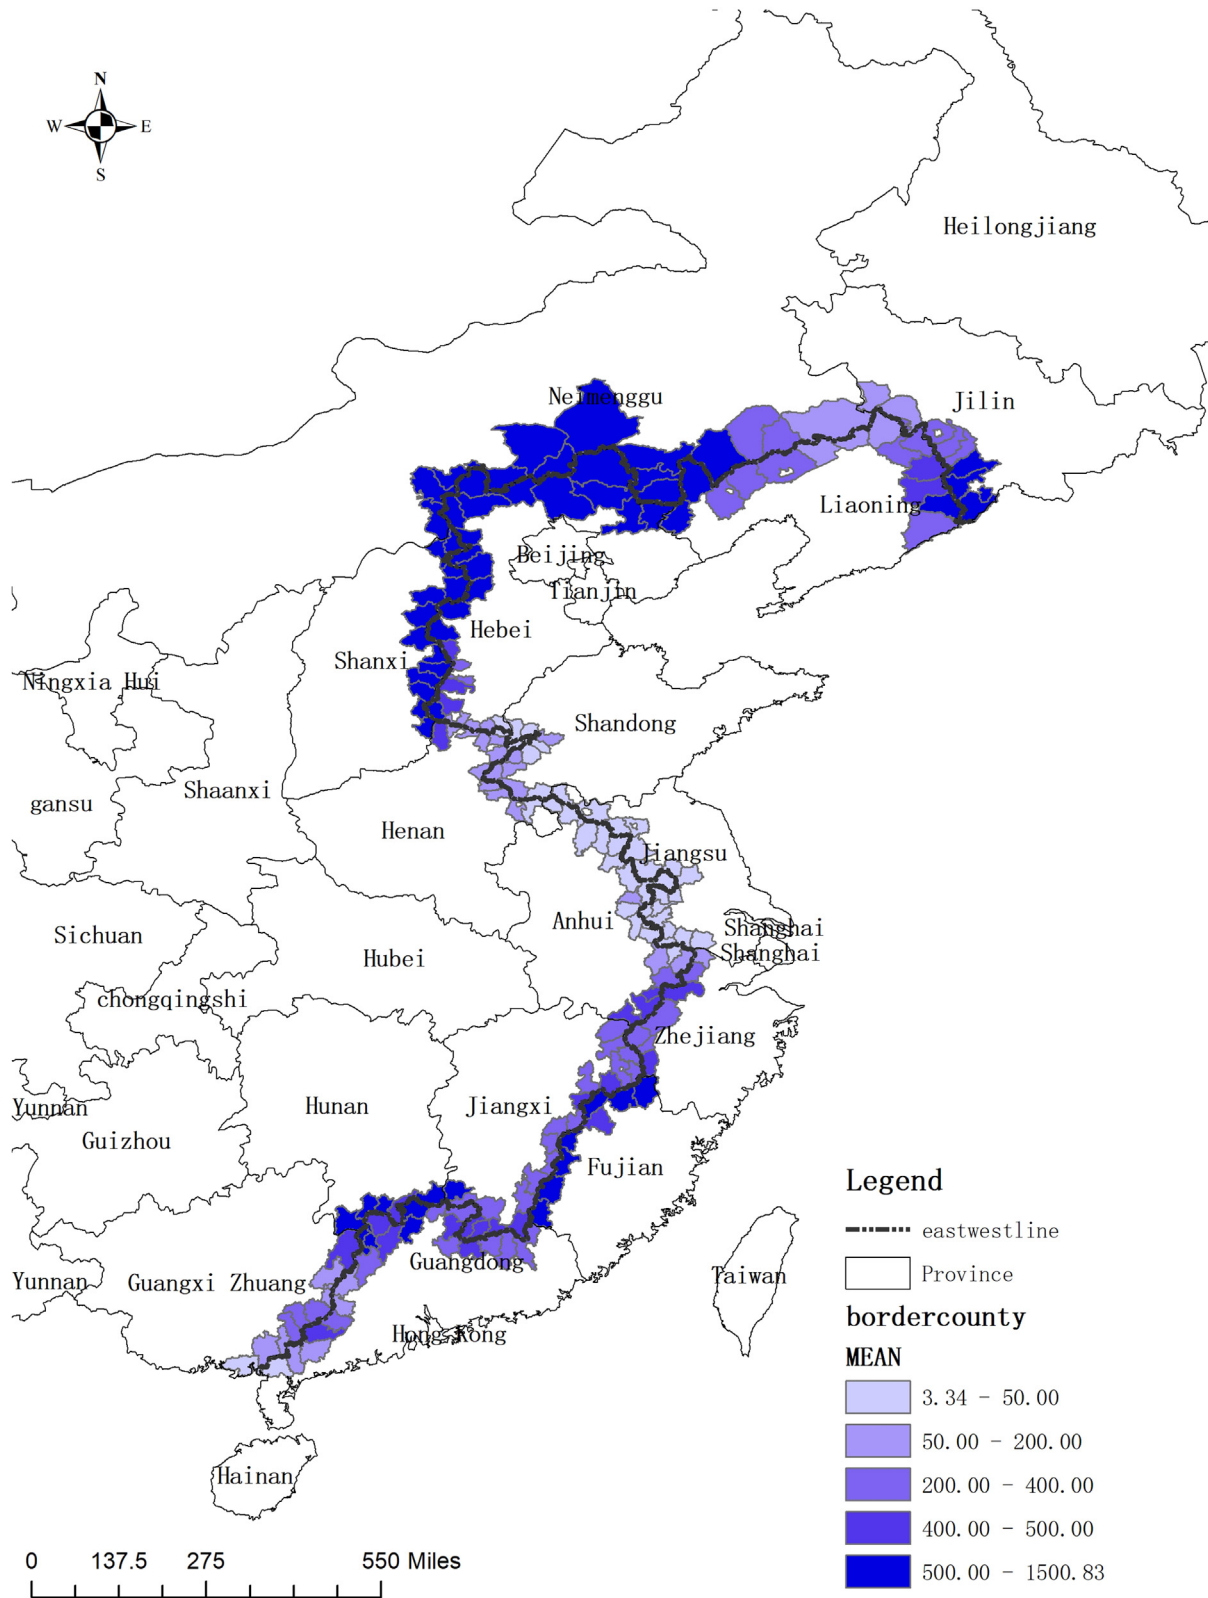 N
W E
S
Heilongjiang
Neimenggu
Jilin
Liaoning
Beijing
Tianjin
Hebei
Shanxi
Ningxia Hui
Shandong
Shaanxi
gansu
Henan
Jiangsu
Anhui
Shanghai
Sichuan
Shanghai
Hubei
chongqingshi
Zhejiang
Yunnan
Hunan
Jiangxi
Guizhou
Fujian
Guangdong
Yunnan
Guangxi Zhuang
Taiwan
Hong Kong
Hainan
Legend
eastwestline
Province
bordercounty
MEAN
3.34 - 50.00
50.00 - 200.00
200.00 - 400.00
400.00 - 500.00
500.00 - 1500.83
0 137.5 275 550 Miles